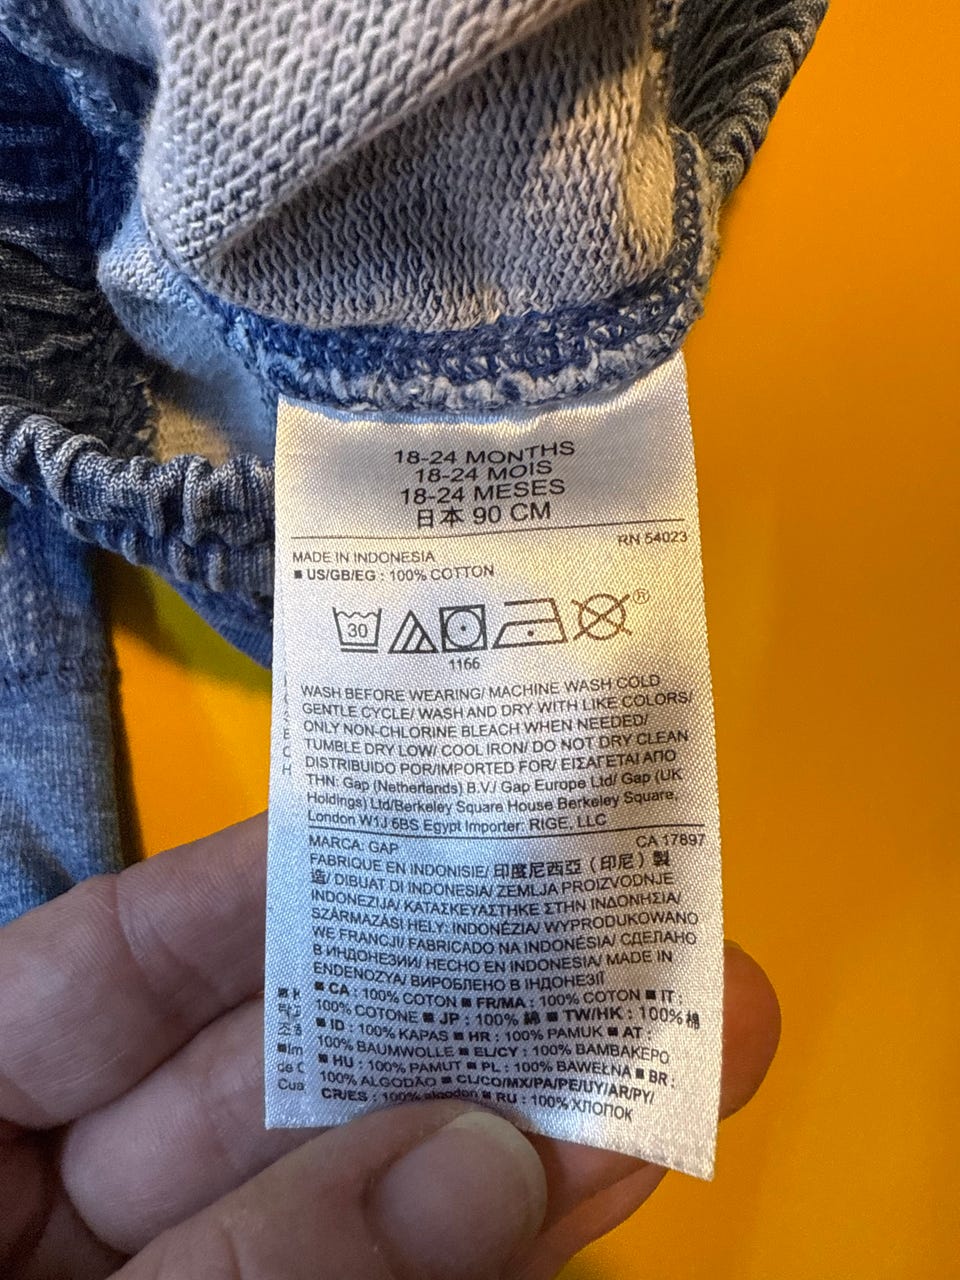 18-24 MONTHS
18-24 MOIS
18-24 MESES
日本 90 CM
RN 54023
MADE IN INDONESIA
■ US/GB/EG : 100% COTTON
30
®
1166
WASH BEFORE WEARING/ MACHINE WASH COLD
GENTLE CYCLE/ WASH AND DRY WITH LIKE COLORS/
ONLY NON-CHLORINE BLEACH WHEN NEEDED/
TUMBLE DRY LOW/ COOL IRON/ DO NOT DRY CLEAN
DISTRIBUIDO POR/IMPORTED FOR/ ΕΙΣΑΓΕΤΑΙ ΑΠΟ
ΤΗΝ: Gap (Netherlands) B.V/ Gap Europe Ltd/ Gap (UK
Holdings) Ltd/Berkeley Square House Berkeley Square,
London W1J 6BS Egypt Importer: RIGE, LLC
MARCA: GAP
CA 17897
FABRIQUE EN INDONISIE/ 印度尼西亞 (印尼) 製
造/ DIBUAT DI INDONESIA/ ZEMLJA PROIZVODNJE
INDONEZIJA/ ΚΑΤΑΣΚΕΥΑΣΤΗΚΕ ΣΤΗΝ ΙΝΔΟΝΗΣΙΑ/
SZÁRMAZÁSI HELY: INDONÉZIA/ WYPRODUKOWANO
WE FRANCJI/ FABRICADO NA INDONÉSIA/ СДЕЛАНО
В ИНДОНЕЗИИ/ HECHO EN INDONESIA/ MADE IN
ENDENOZYA/ ВИРОБЛЕНО В ІНДОНЕЗІЇ
■ CA : 100% COTON ■ FR/MA : 100% COTON ■ IT :
100% COTONE ■ JP : 100% 綿 ■ TW/HK : 100% 棉
■ ID : 100% KAPAS ■ HR : 100% PAMUK ■ AT :
100% BAUMWOLLE ■ EL/CY : 100% ΒΑΜΒΑΚΕΡΟ
■ HU : 100% PAMUT ■ PL : 100% BAWEŁNA ■ BR :
100% ALGODÃO ■ CL/CO/MX/PA/PE/UY/AR/PY/
CR/ES : 100% algodon ■ RU : 100% ХЛОПОК
de C
Cua